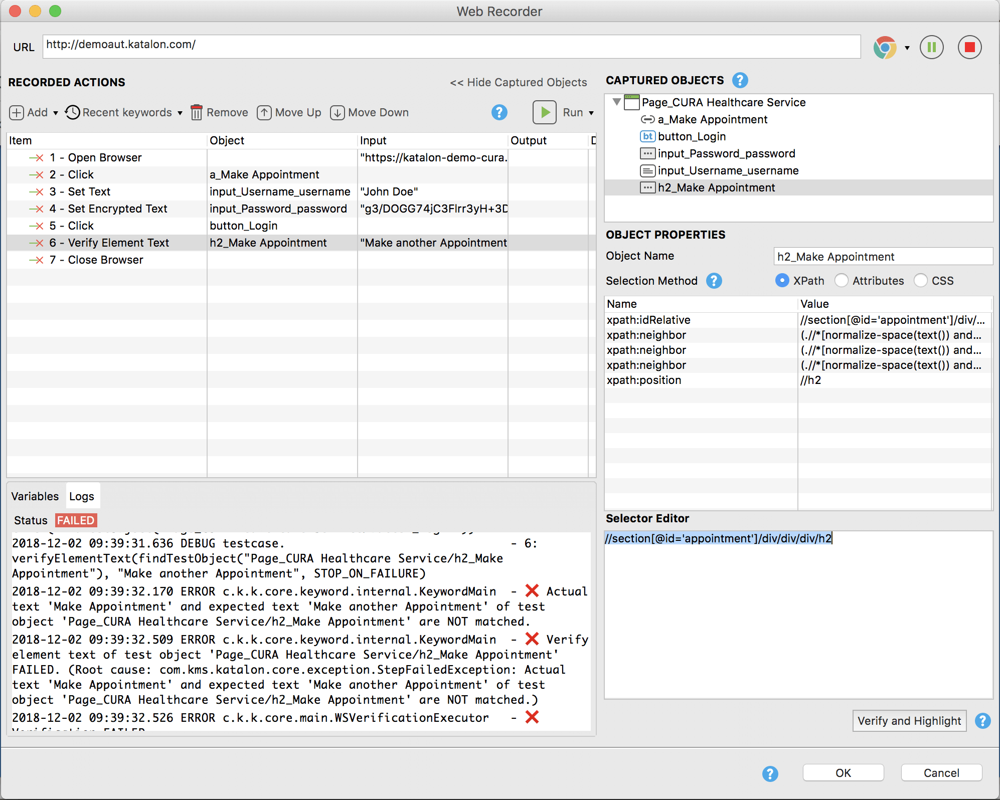 Web Recorder
URL
http://demoaut.katalon.com/
RECORDED ACTIONS
<< Hide Captured Objects
Add
Recent keywords
Remove
Move Up
Move Down
?
Run
Item Object Input Output
1 - Open Browser "https://katalon-demo-cura.
2 - Click a_Make Appointment
3 - Set Text input_Username_username "John Doe"
4 - Set Encrypted Text input_Password_password "g3/DOGG74jC3Flrr3yH+3D
5 - Click button_Login
6 - Verify Element Text h2_Make Appointment "Make another Appointment
7 - Close Browser
Variables Logs
Status FAILED
2018-12-02 09:39:31.636 DEBUG testcase. - 6:
verifyElementText(findTestObject("Page_CURA Healthcare Service/h2_Make
Appointment"), "Make another Appointment", STOP_ON_FAILURE)
2018-12-02 09:39:32.170 ERROR c.k.k.core.keyword.internal.KeywordMain - ❌ Actual
text 'Make Appointment' and expected text 'Make another Appointment' of test
object 'Page_CURA Healthcare Service/h2_Make Appointment' are NOT matched.
2018-12-02 09:39:32.509 ERROR c.k.k.core.keyword.internal.KeywordMain - ❌ Verify
element text of test object 'Page_CURA Healthcare Service/h2_Make Appointment'
FAILED. (Root cause: com.kms.katalon.core.exception.StepFailedException: Actual
text 'Make Appointment' and expected text 'Make another Appointment' of test
object 'Page_CURA Healthcare Service/h2_Make Appointment' are NOT matched.)
2018-12-02 09:39:32.526 ERROR c.k.k.core.main.WSVerificationExecutor - ❌
CAPTURED OBJECTS ?
Page_CURA Healthcare Service
a_Make Appointment
bt button_Login
input_Password_password
input_Username_username
h2_Make Appointment
OBJECT PROPERTIES
Object Name h2_Make Appointment
Selection Method ? XPath Attributes CSS
Name Value
xpath:idRelative //section[@id='appointment']/div/...
xpath:neighbor (.//*[normalize-space(text()) and...
xpath:neighbor (.//*[normalize-space(text()) and...
xpath:neighbor (.//*[normalize-space(text()) and...
xpath:position //h2
Selector Editor
//section[@id='appointment']/div/div/div/h2
Verify and Highlight ?
? OK Cancel